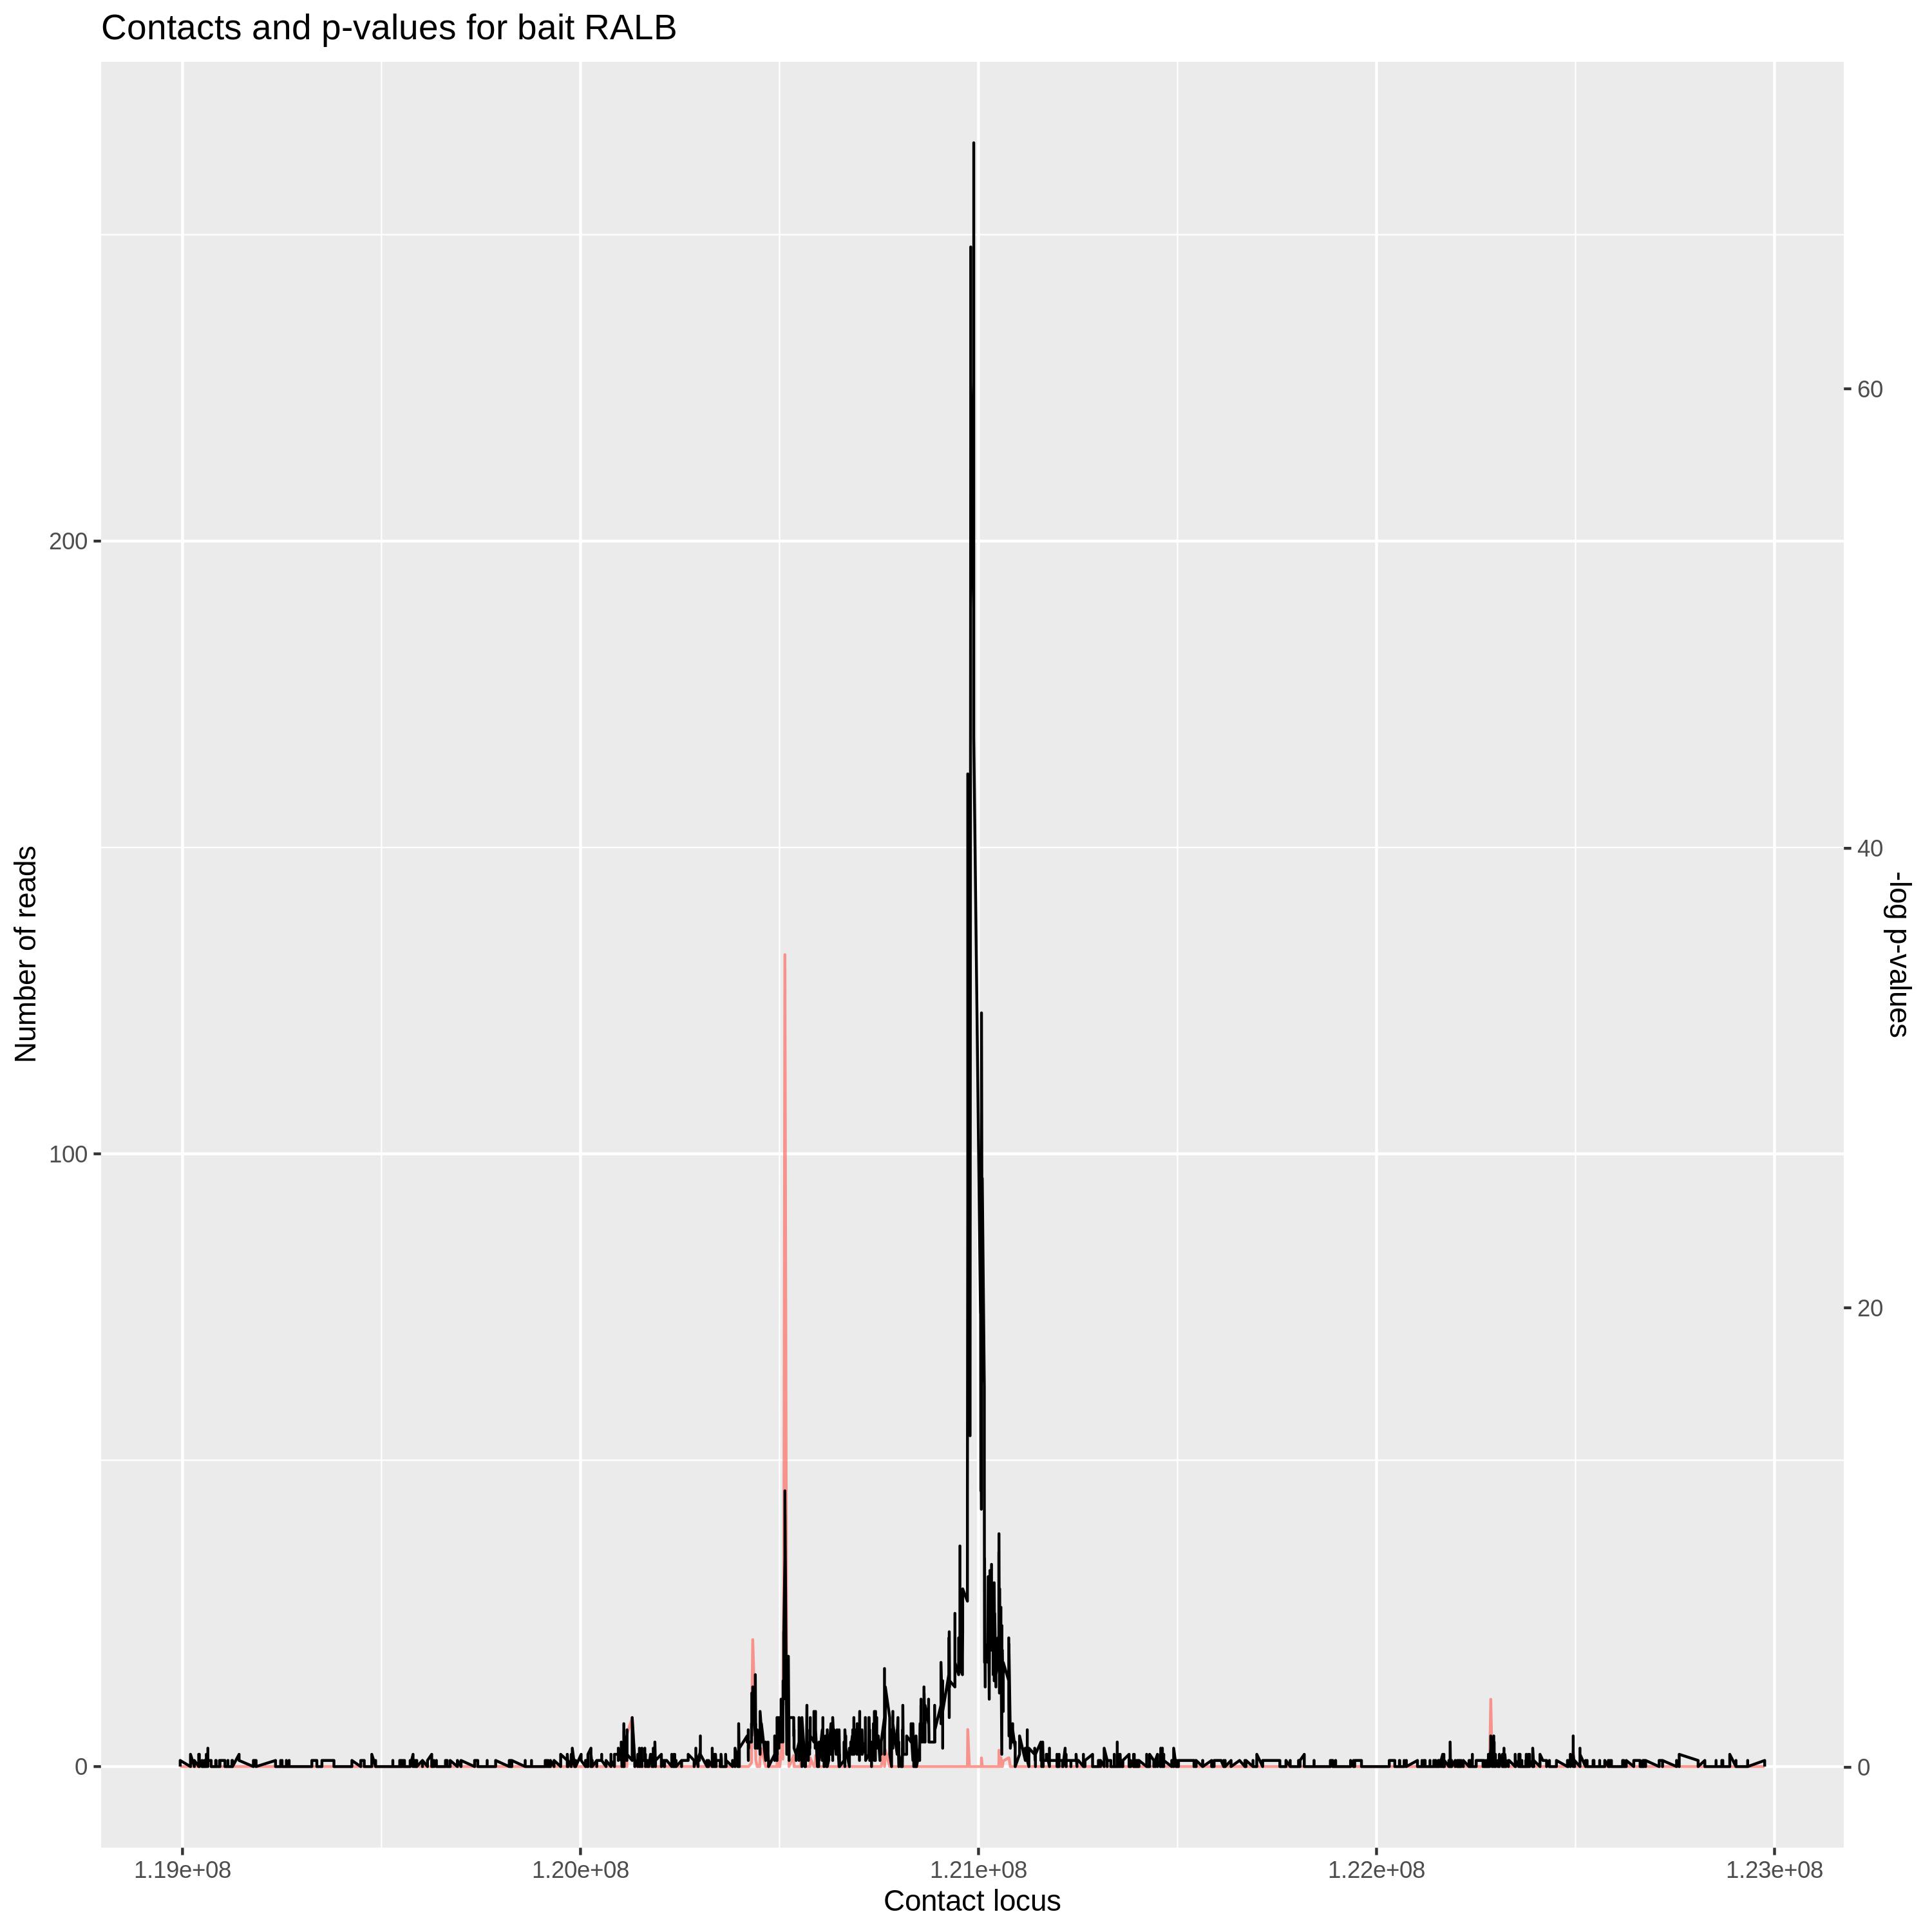 Contacts and p-values for bait RALB
Number of reads
200
100
0
60
40
20
0
-log p-values
1.19e+08
1.20e+08
1.21e+08
1.22e+08
1.23e+08
Contact locus